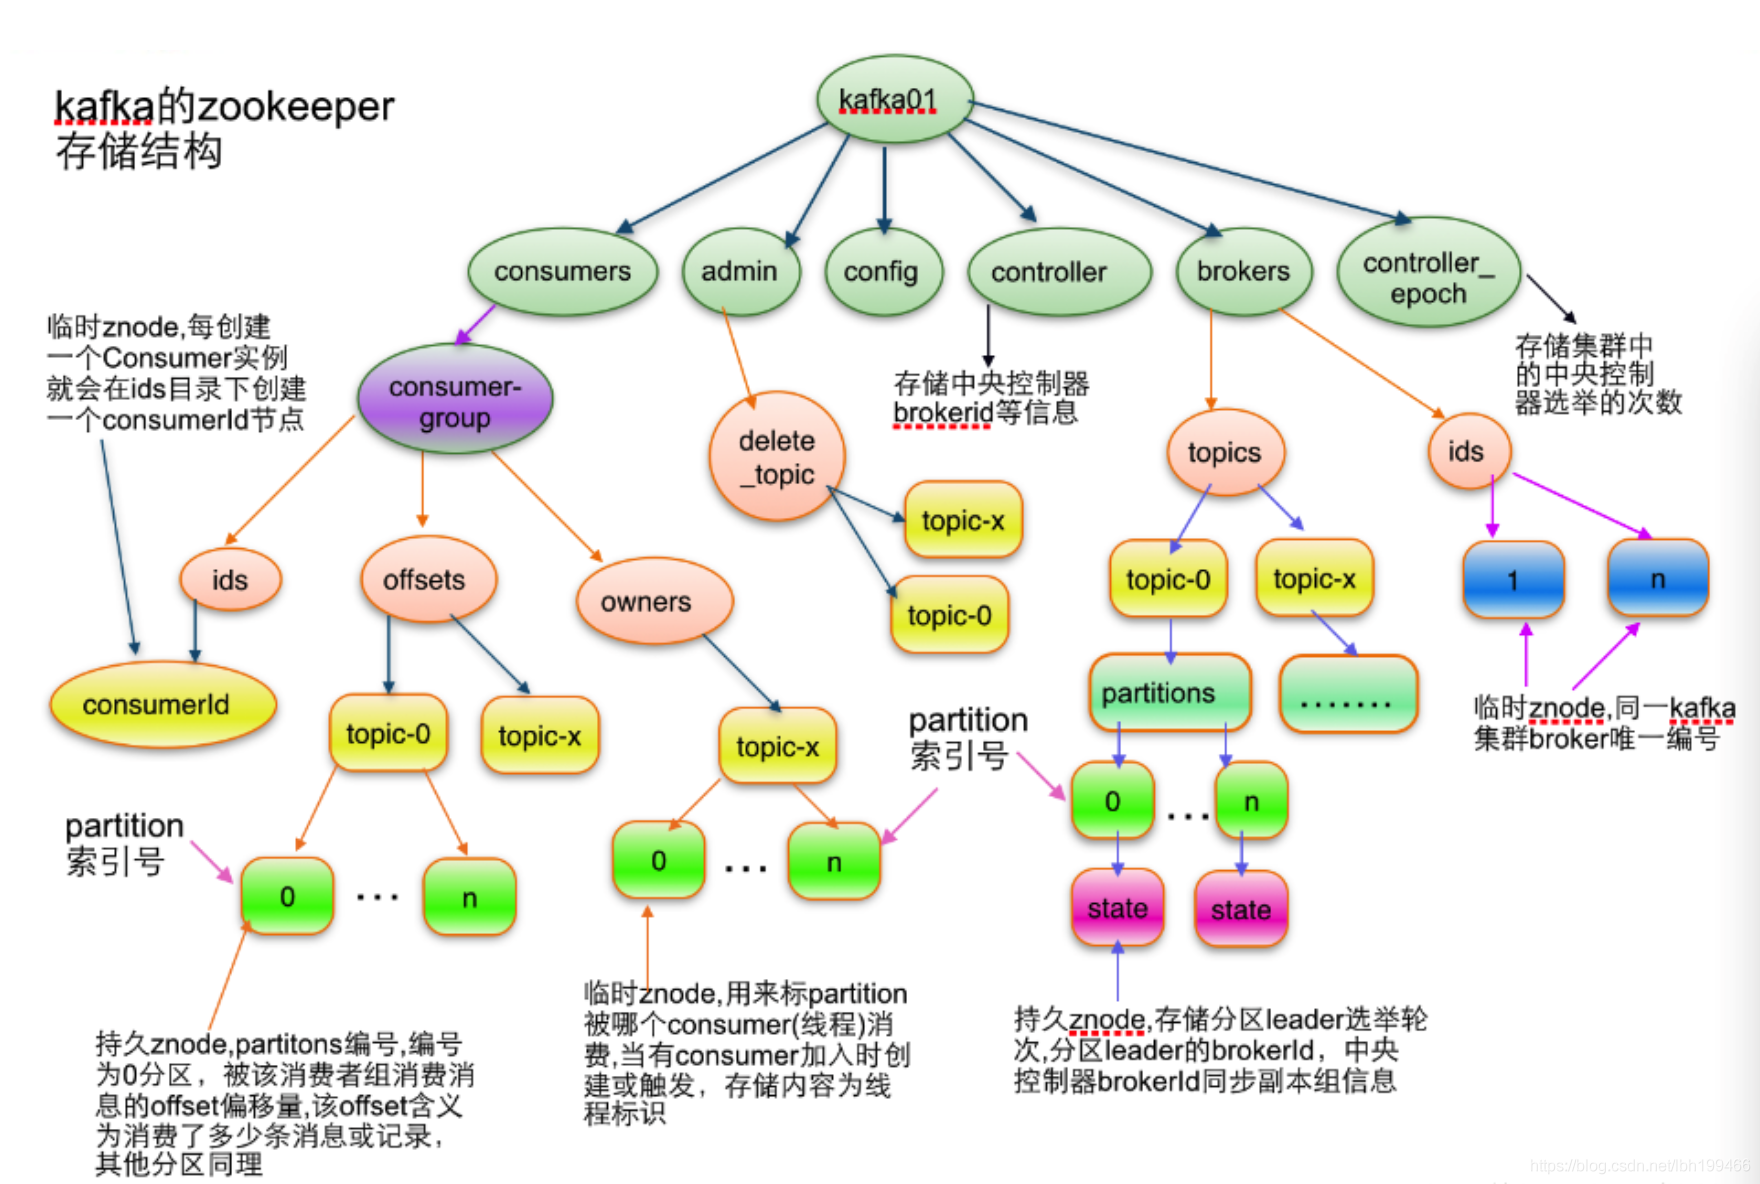 kafka的zookeeper
存储结构
kafka01
consumers
admin
config
controller
brokers
controller_
epoch
临时znode,每创建
一个Consumer实例
就会在ids目录下创建
一个consumerId节点
consumer-
group
delete
_topic
存储中央控制器
brokerid等信息
存储集群中
的中央控制
器选举的次数
topics
ids
topic-x
topic-0
topic-0
topic-x
1
n
ids
offsets
owners
consumerId
topic-0
topic-x
topic-x
partition
索引号
partitions
.......
临时znode,同一kafka
集群broker唯一编号
partition
索引号
0
...
n
0
...
n
0
...
n
state
state
持久znode,partitons编号,编号
为0分区，被该消费者组消费消
息的offset偏移量,该offset含义
为消费了多少条消息或记录，
其他分区同理
临时znode,用来标partition
被哪个consumer(线程)消
费,当有consumer加入时创
建或触发，存储内容为线
程标识
持久znode,存储分区leader选举轮
次,分区leader的brokerId，中央
控制器brokerId同步副本组信息
https://blog.csdn.net/lbh199466